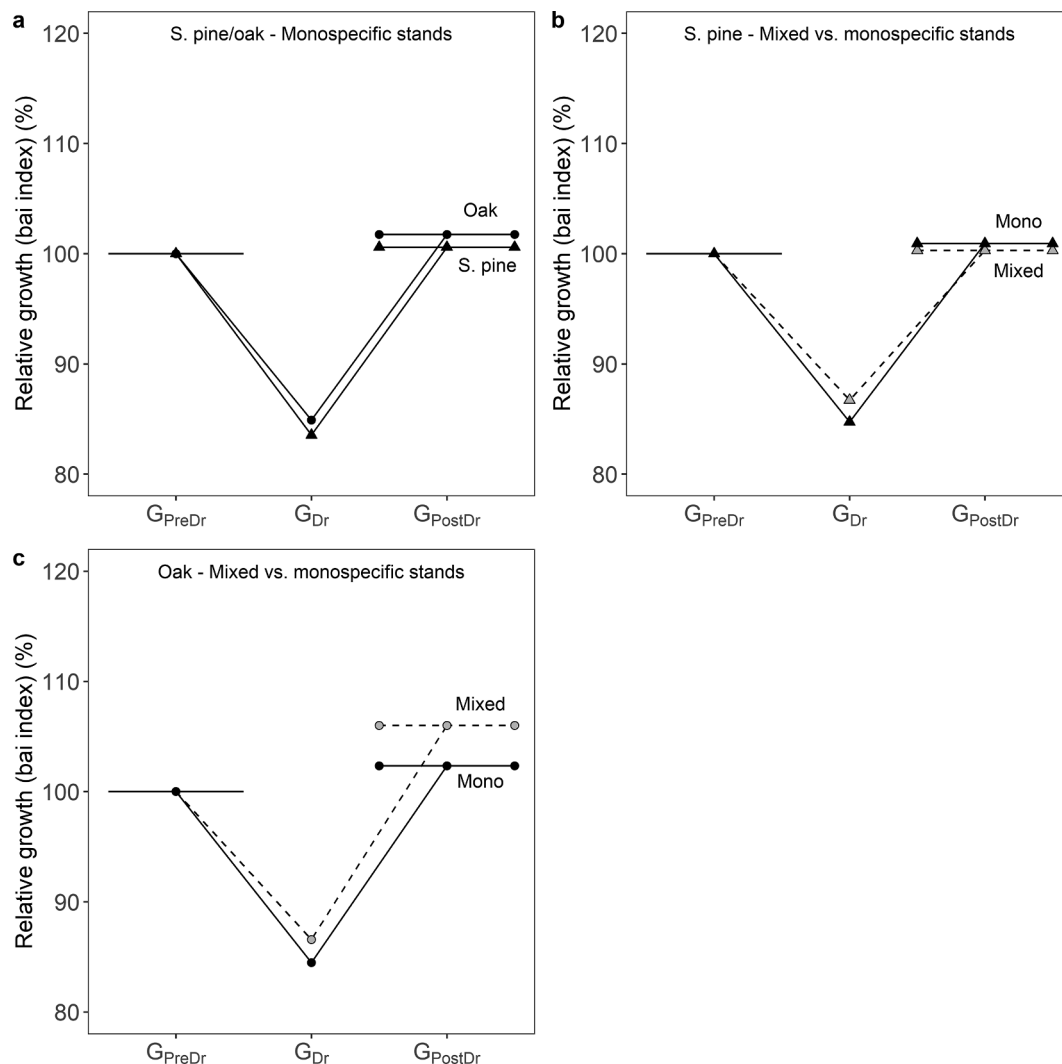 a
S. pine/oak - Monospecific stands
Relative growth (bai index) (%)
120
110
100
90
80
Oak
S. pine
GPreDr
GDr
GPostDr
b
S. pine - Mixed vs. monospecific stands
Relative growth (bai index) (%)
120
110
100
90
80
Mono
Mixed
GPreDr
GDr
GPostDr
c
Oak - Mixed vs. monospecific stands
Relative growth (bai index) (%)
120
110
100
90
80
Mixed
Mono
GPreDr
GDr
GPostDr